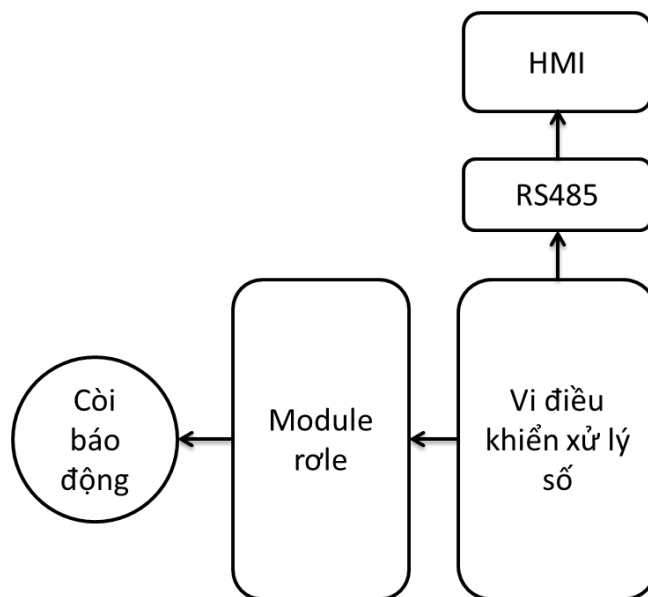 HMI
RS485
Còi
báo
động
Module
rơle
Vi điều
khiển xử lý
số